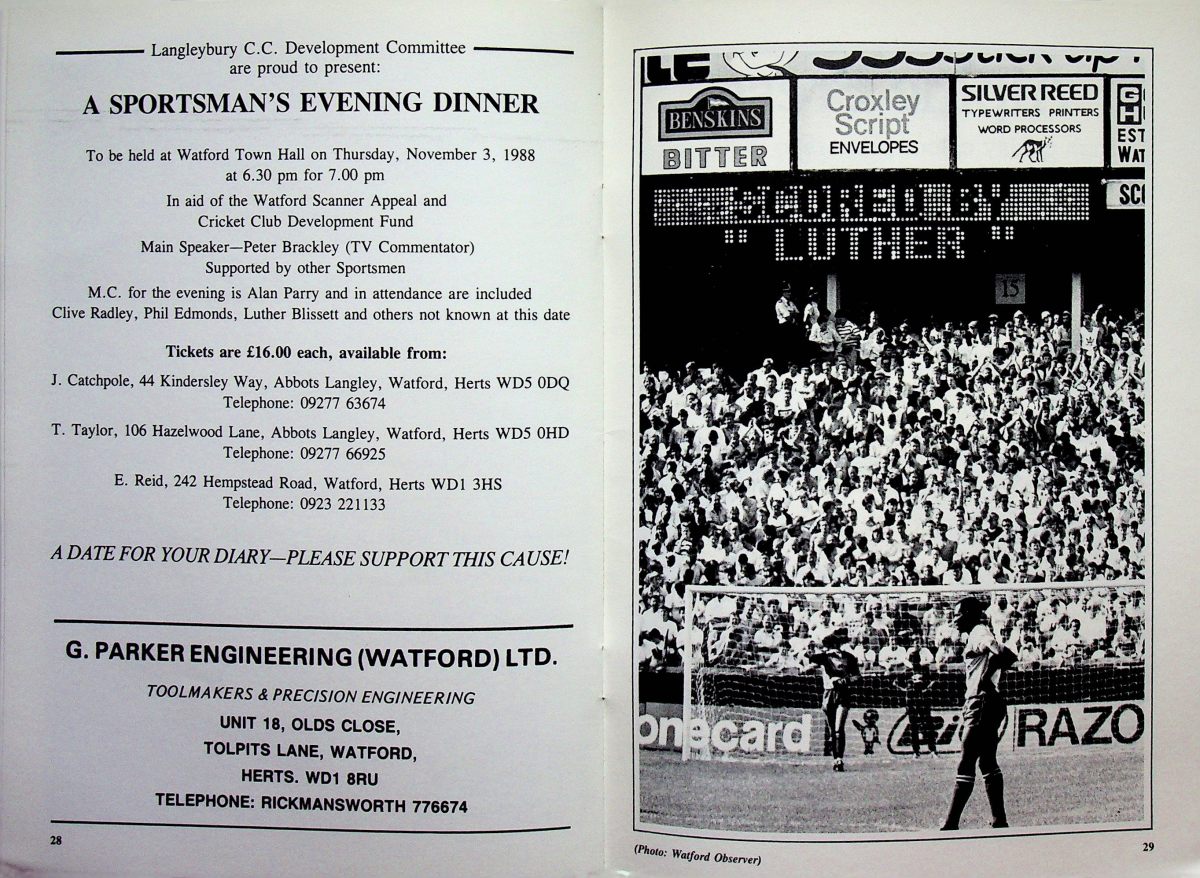 Langleybury C.C. Development Committee
are proud to present:
A SPORTSMAN'S EVENING DINNER
To be held at Watford Town Hall on Thursday, November 3, 1988
at 6.30 pm for 7.00 pm
In aid of the Watford Scanner Appeal and
Cricket Club Development Fund
Main Speaker—Peter Brackley (TV Commentator)
Supported by other Sportsmen
M.C. for the evening is Alan Parry and in attendance are included
Clive Radley, Phil Edmonds, Luther Blissett and others not known at this date
Tickets are £16.00 each, available from:
J. Catchpole, 44 Kindersley Way, Abbots Langley, Watford, Herts WD5 0DQ
Telephone: 09277 63674
T. Taylor, 106 Hazelwood Lane, Abbots Langley, Watford, Herts WD5 0HD
Telephone: 09277 66925
E. Reid, 242 Hempstead Road, Watford, Herts WD1 3HS
Telephone: 0923 221133
A DATE FOR YOUR DIARY—PLEASE SUPPORT THIS CAUSE!
G. PARKER ENGINEERING (WATFORD) LTD.
TOOLMAKERS & PRECISION ENGINEERING
UNIT 18, OLDS CLOSE,
TOLPITS LANE, WATFORD,
HERTS. WD1 8RU
TELEPHONE: RICKMANSWORTH 776674
28
BENSKINS
BITTER
Croxley
Script
ENVELOPES
SILVER REED
TYPEWRITERS PRINTERS
WORD PROCESSORS
G
H
EST
WAT
SCO
SCORED BY
" LUTHER "
15
onecard
RAZO
(Photo: Watford Observer)
29